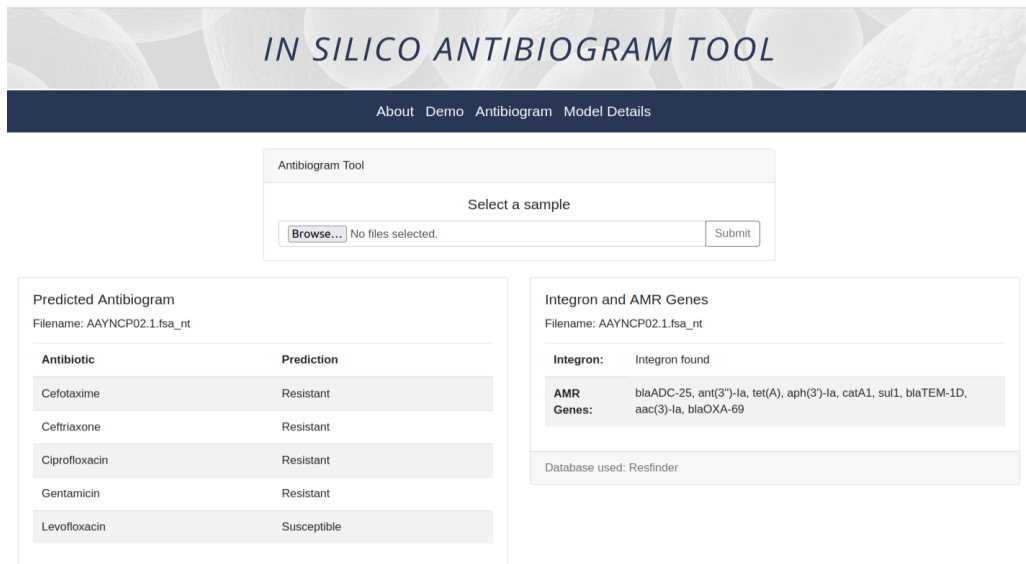 IN SILICO ANTIBIOGRAM TOOL
About Demo Antibiogram Model Details
Antibiogram Tool
Select a sample
Browse... No files selected. Submit
Predicted Antibiogram
Filename: AAYNCP02.1.fsa_nt
Antibiotic Prediction
Cefotaxime Resistant
Ceftriaxone Resistant
Ciprofloxacin Resistant
Gentamicin Resistant
Levofloxacin Susceptible
Integron and AMR Genes
Filename: AAYNCP02.1.fsa_nt
Integron: Integron found
AMR Genes: blaADC-25, ant(3'')-Ia, tet(A), aph(3')-Ia, catA1, sul1, blaTEM-1D,
aac(3)-Ia, blaOXA-69
Database used: Resfinder